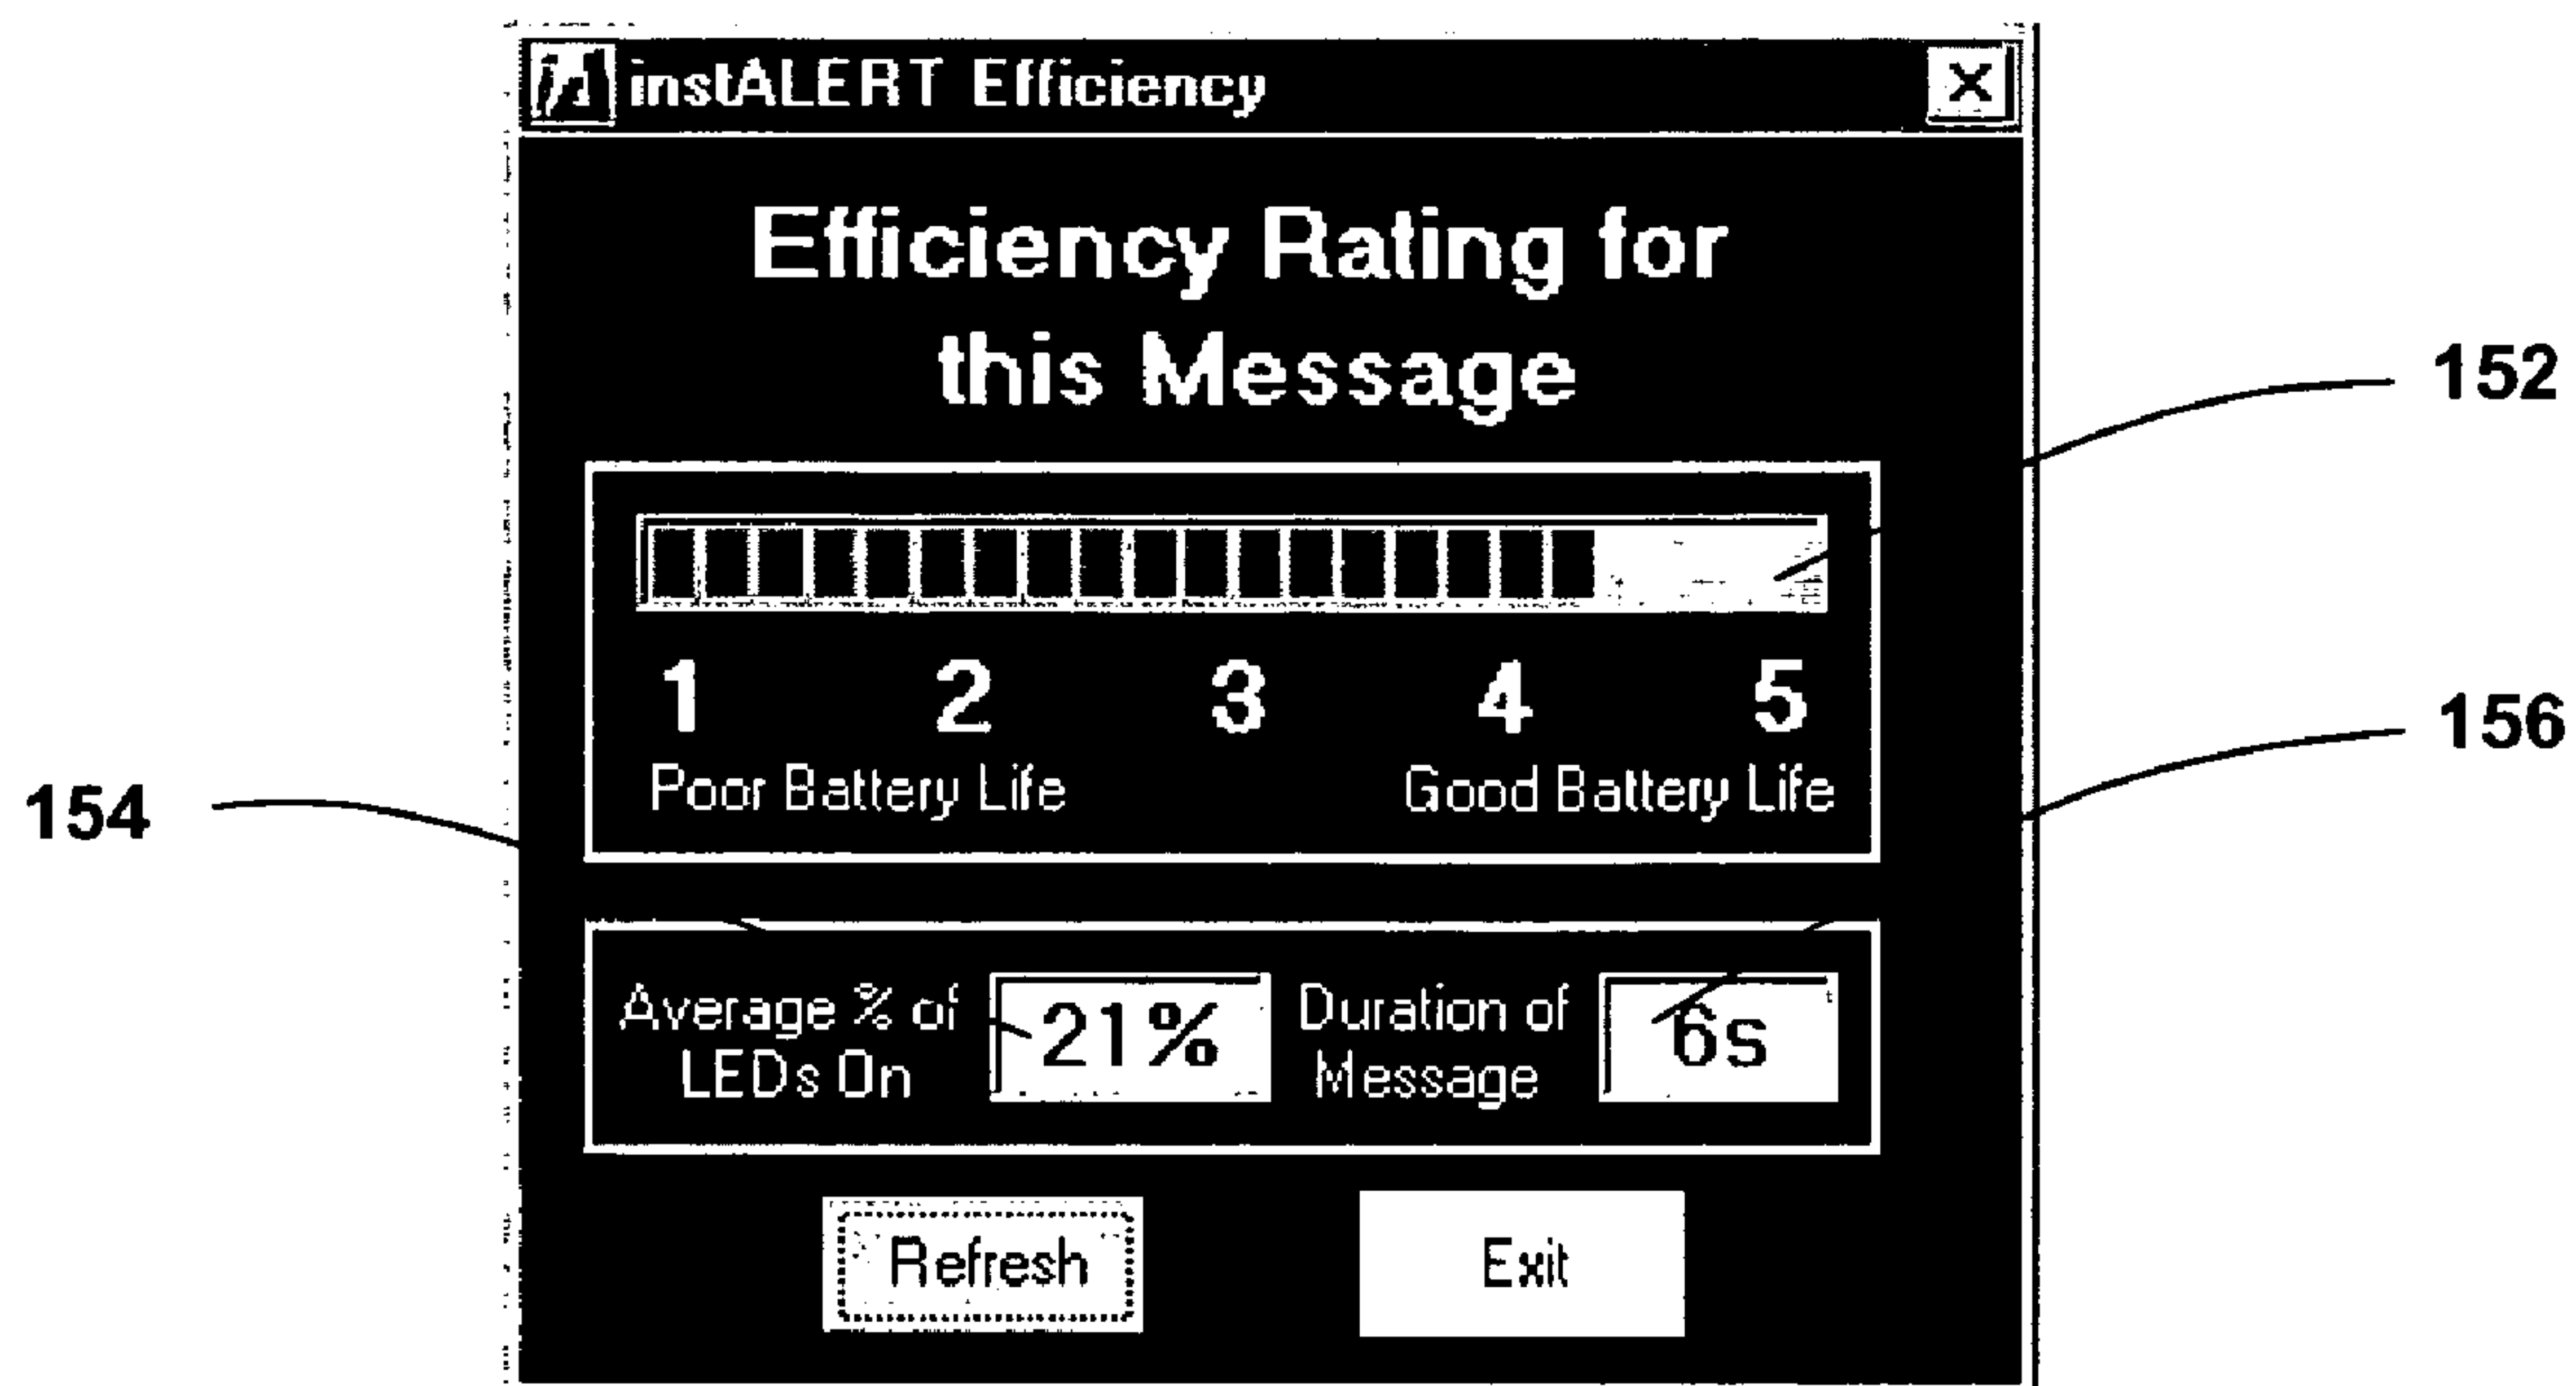 instALERT Efficiency
Efficiency Rating for
this Message
152
1 2 3 4 5
Poor Battery Life Good Battery Life
156
154
Average % of
LEDs On
21%
Duration of
Message
6s
Refresh Exit